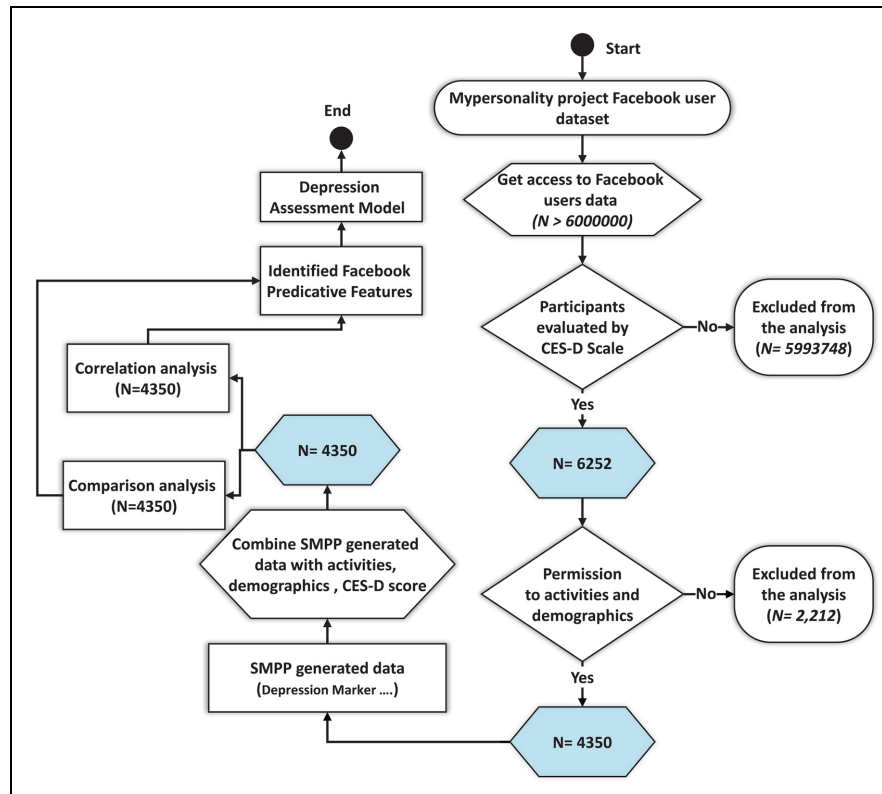 Start
Mypersonality project Facebook user
dataset
Get access to Facebook
users data
(N > 6000000)
Participants
evaluated by
CES-D Scale
No
Excluded from
the analysis
(N= 5993748)
Yes
N= 6252
Permission
to activities and
demographics
No
Excluded from
the analysis
(N= 2,212)
Yes
N= 4350
SMPP generated data
(Depression Marker ....)
Combine SMPP generated
data with activities,
demographics , CES-D score
N= 4350
Correlation analysis
(N=4350)
Comparison analysis
(N=4350)
Identified Facebook
Predicative Features
Depression
Assessment Model
End